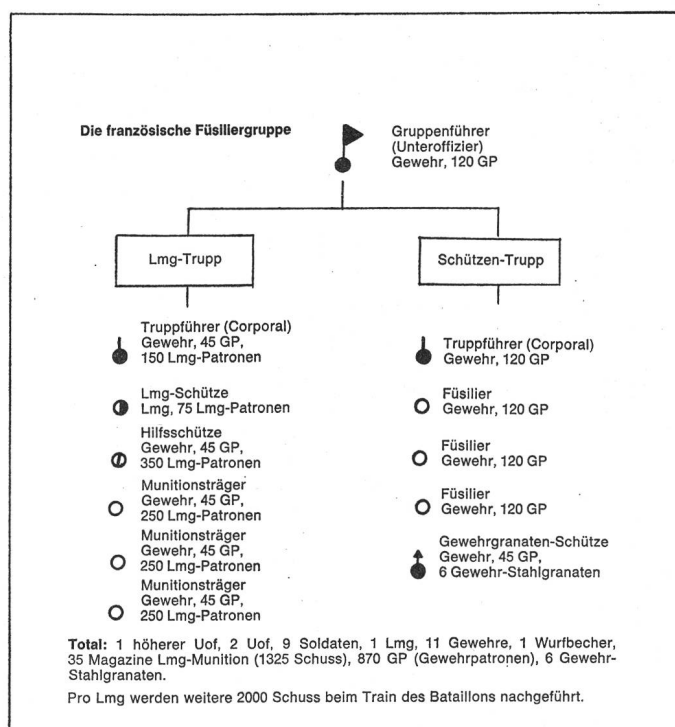 Die französische Füsiliergruppe
Gruppenführer
(Unteroffizier)
Gewehr, 120 GP
Lmg-Trupp
Schützen-Trupp
Truppführer (Corporal)
Gewehr, 45 GP,
150 Lmg-Patronen
Lmg-Schütze
Lmg, 75 Lmg-Patronen
Hilfsschütze
Gewehr, 45 GP,
350 Lmg-Patronen
Munitionsträger
Gewehr, 45 GP,
250 Lmg-Patronen
Munitionsträger
Gewehr, 45 GP,
250 Lmg-Patronen
Munitionsträger
Gewehr, 45 GP,
250 Lmg-Patronen
Truppführer (Corporal)
Gewehr, 120 GP
Füsilier
Gewehr, 120 GP
Füsilier
Gewehr, 120 GP
Füsilier
Gewehr, 120 GP
Gewehrgranaten-Schütze
Gewehr, 45 GP,
6 Gewehr-Stahlgranaten
Total: 1 höherer Uof, 2 Uof, 9 Soldaten, 1 Lmg, 11 Gewehre, 1 Wurfbecher,
35 Magazine Lmg-Munition (1325 Schuss), 870 GP (Gewehrpatronen), 6 Gewehr-
Stahlgranaten.
Pro Lmg werden weitere 2000 Schuss beim Train des Bataillons nachgeführt.